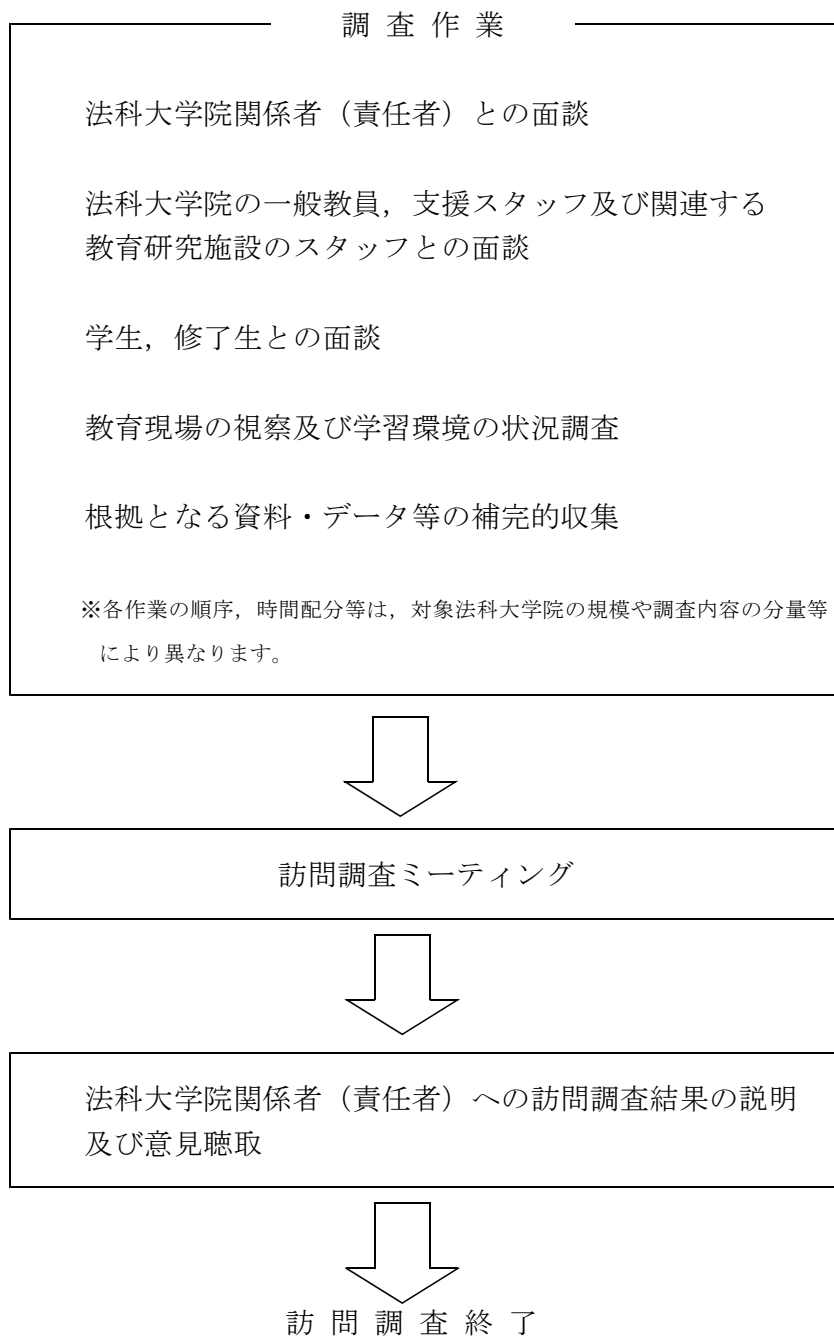 調査作業
法科大学院関係者（責任者）との面談
法科大学院の一般教員，支援スタッフ及び関連する
教育研究施設のスタッフとの面談
学生，修了生との面談
教育現場の視察及び学習環境の状況調査
根拠となる資料・データ等の補完的収集
※各作業の順序，時間配分等は，対象法科大学院の規模や調査内容の分量等
により異なります。
訪問調査ミーティング
法科大学院関係者（責任者）への訪問調査結果の説明
及び意見聴取
訪問調査終了